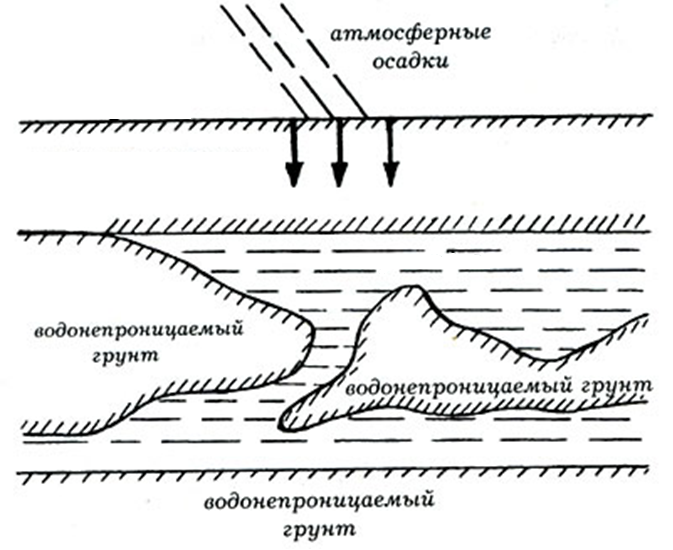 атмосферные
осадки
водонепроницаемый
грунт
водонепроницаемый грунт
водонепроницаемый
грунт